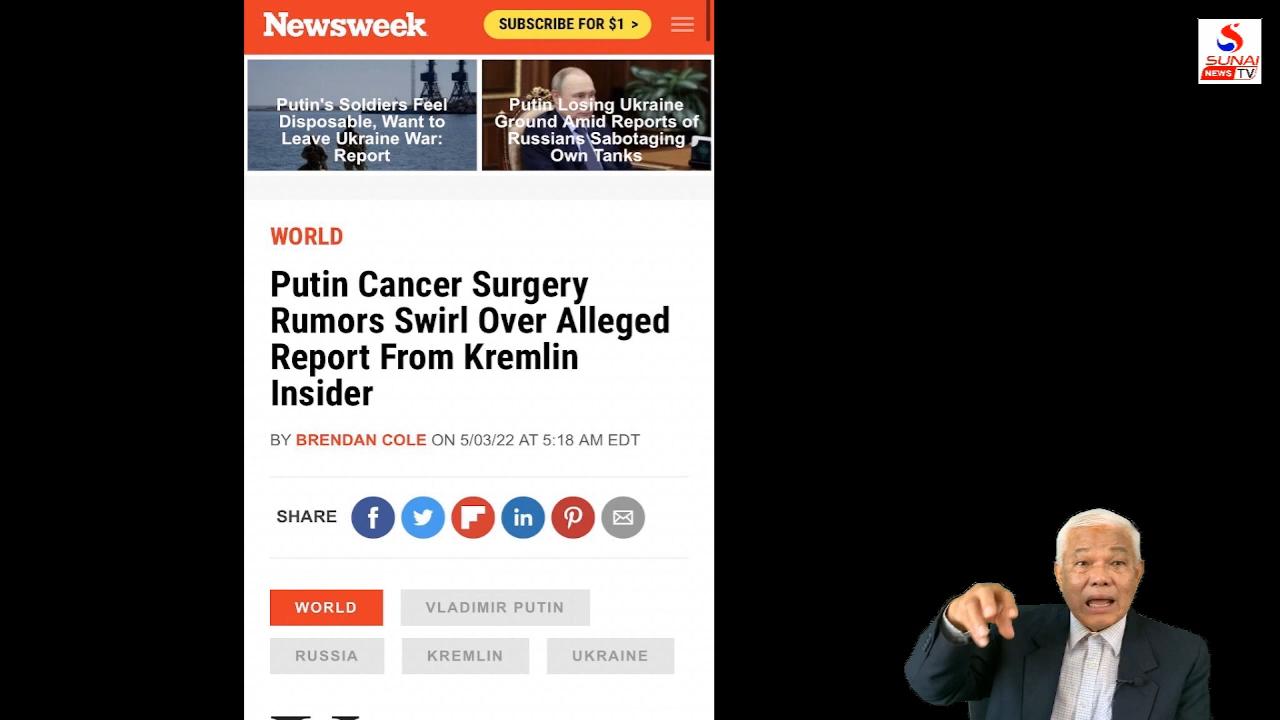 Newsweek
SUBSCRIBE FOR $1 >
SUNAI
NEWS TV
Putin's Soldiers Feel
Disposable, Want to
Leave Ukraine War:
Report
Putin Losing Ukraine
Ground Amid Reports of
Russians Sabotaging
Own Tanks
WORLD
Putin Cancer Surgery
Rumors Swirl Over Alleged
Report From Kremlin
Insider
BY BRENDAN COLE ON 5/03/22 AT 5:18 AM EDT
SHARE
WORLD
VLADIMIR PUTIN
RUSSIA
KREMLIN
UKRAINE